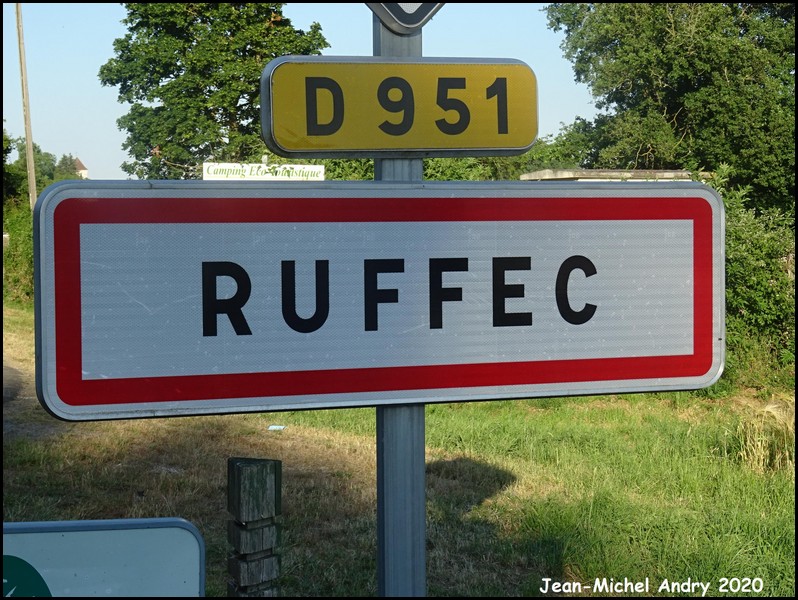 D 951
Camping Eco-touristique
RUFFEC
Jean-Michel Andry 2020